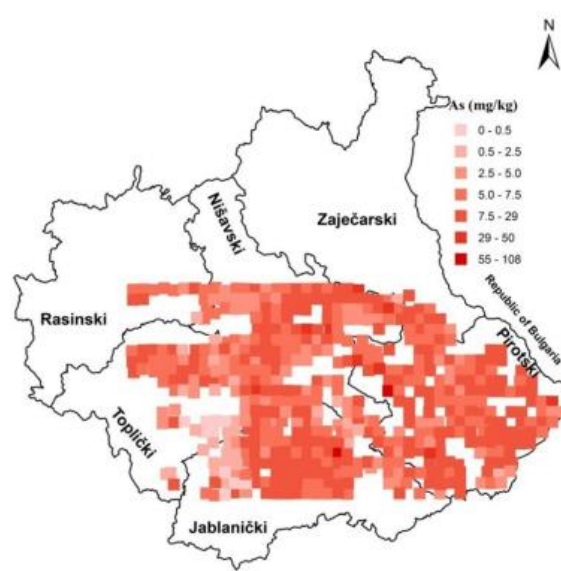 N
As (mg/kg)
0 - 0.5
0.5 - 2.5
2.5 - 5.0
5.0 - 7.5
7.5 - 29
29 - 50
55 - 108
Nišavski
Zaječarski
Republic of Bulgaria
Rasinski
Pirotski
Toplički
Jablanički